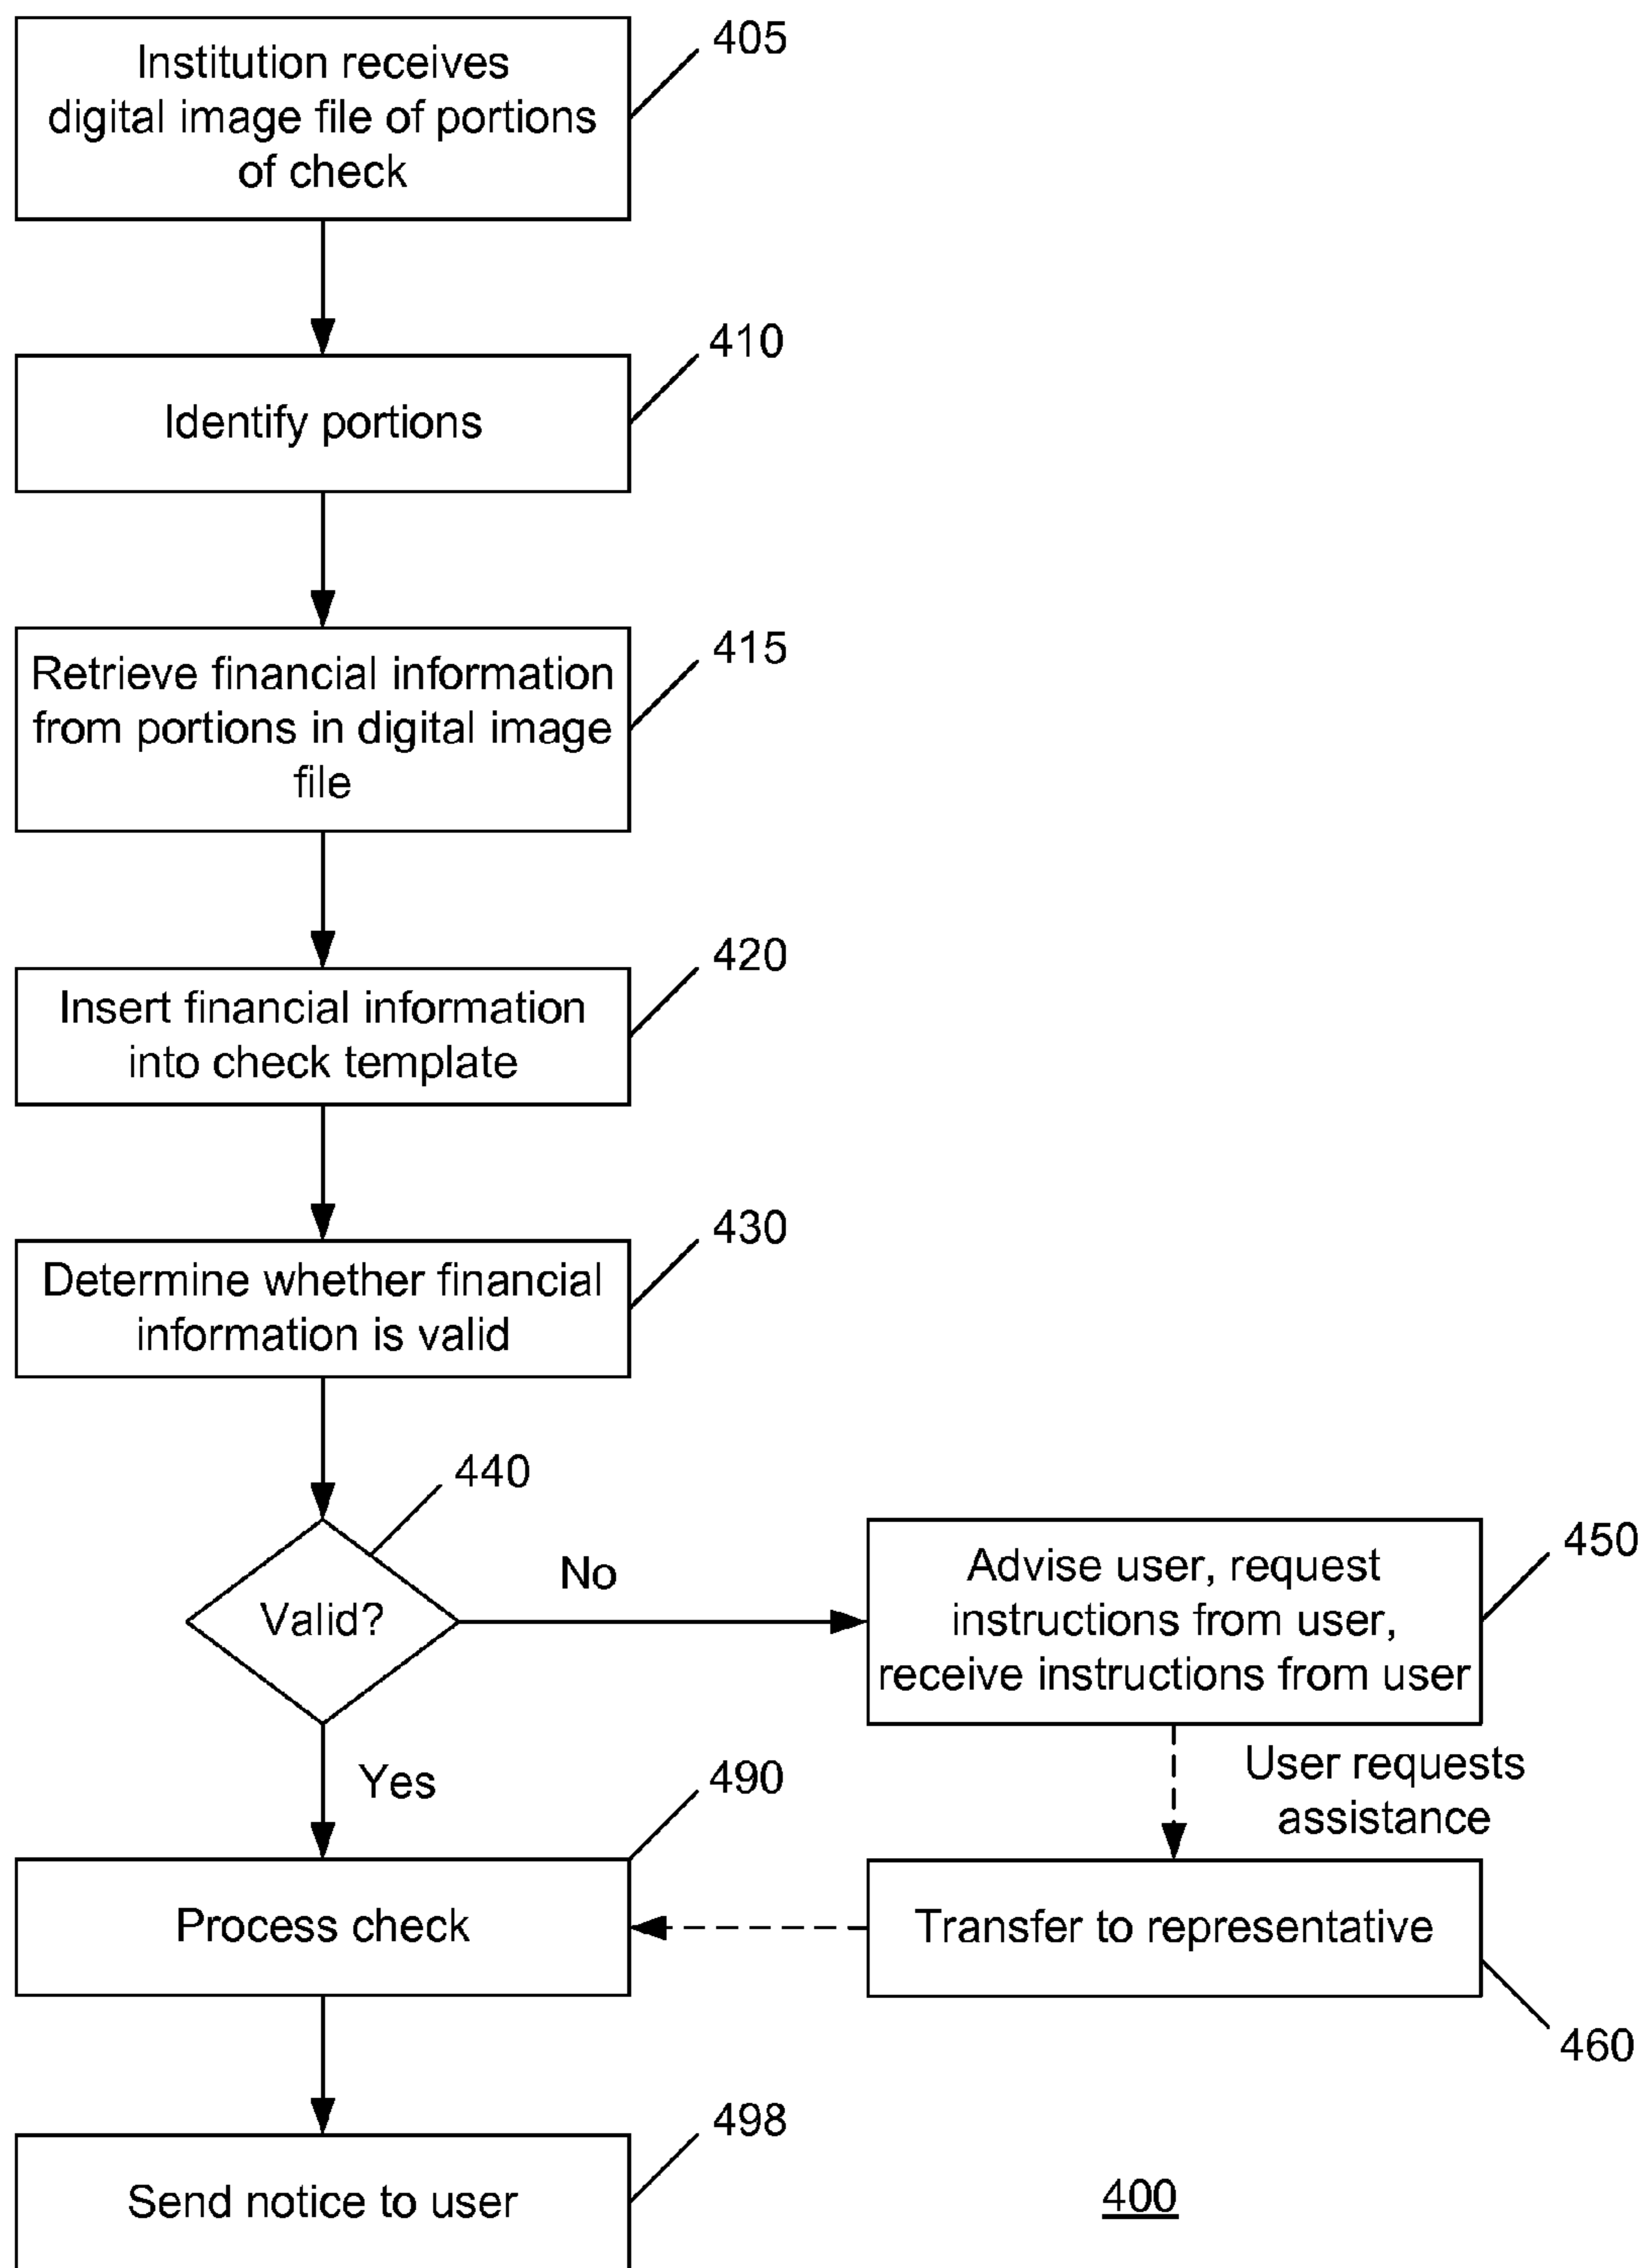 Institution receives
digital image file of portions
of check
405
Identify portions
410
Retrieve financial information
from portions in digital image
file
415
Insert financial information
into check template
420
Determine whether financial
information is valid
430
Valid?
440
No
Yes
Advise user, request
instructions from user,
receive instructions from user
450
User requests
assistance
Process check
490
Transfer to representative
460
Send notice to user
498
400